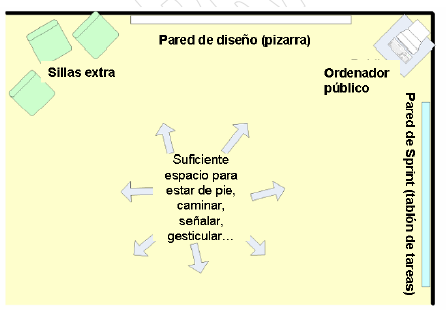 Pared de diseño (pizarra)
Sillas extra
Ordenador
público
Pared de Sprint (tablón de tareas)
Suficiente
espacio para
estar de pie,
caminar,
señalar,
gesticular...